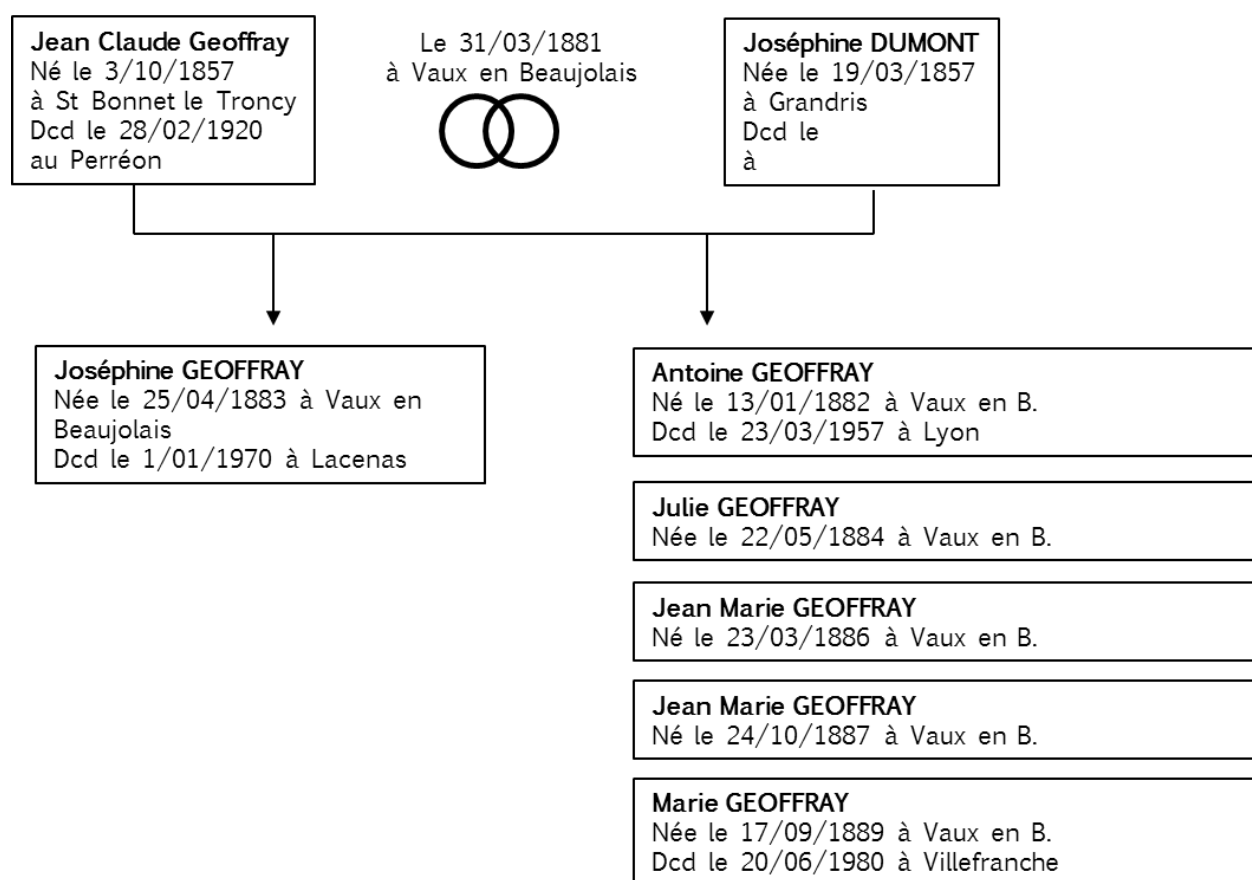 Jean Claude Geoffray
Né le 3/10/1857
à St Bonnet le Troncy
Dcd le 28/02/1920
au Perréon
Le 31/03/1881
à Vaux en Beaujolais
Joséphine DUMONT
Née le 19/03/1857
à Grandris
Dcd le
à
Joséphine GEOFFRAY
Née le 25/04/1883 à Vaux en
Beaujolais
Dcd le 1/01/1970 à Lacenas
Antoine GEOFFRAY
Né le 13/01/1882 à Vaux en B.
Dcd le 23/03/1957 à Lyon
Julie GEOFFRAY
Née le 22/05/1884 à Vaux en B.
Jean Marie GEOFFRAY
Né le 23/03/1886 à Vaux en B.
Jean Marie GEOFFRAY
Né le 24/10/1887 à Vaux en B.
Marie GEOFFRAY
Née le 17/09/1889 à Vaux en B.
Dcd le 20/06/1980 à Villefranche